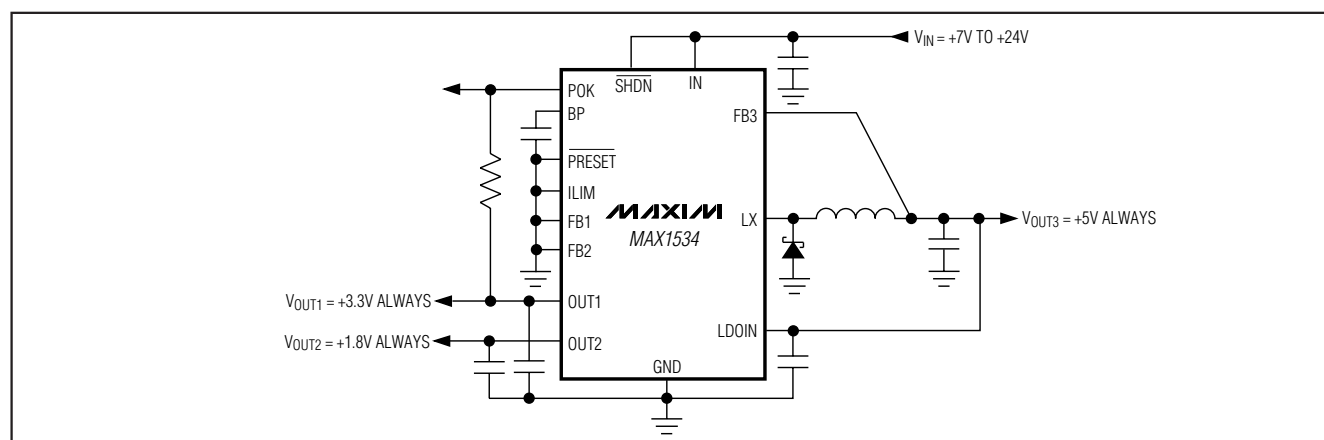 V_IN = +7V TO +24V
SHDN
IN
POK
BP
FB3
PRESET
ILIM
MAXIM
LX
FB1
MAX1534
FB2
V_OUT3 = +5V ALWAYS
V_OUT1 = +3.3V ALWAYS
OUT1
LDOIN
V_OUT2 = +1.8V ALWAYS
OUT2
GND